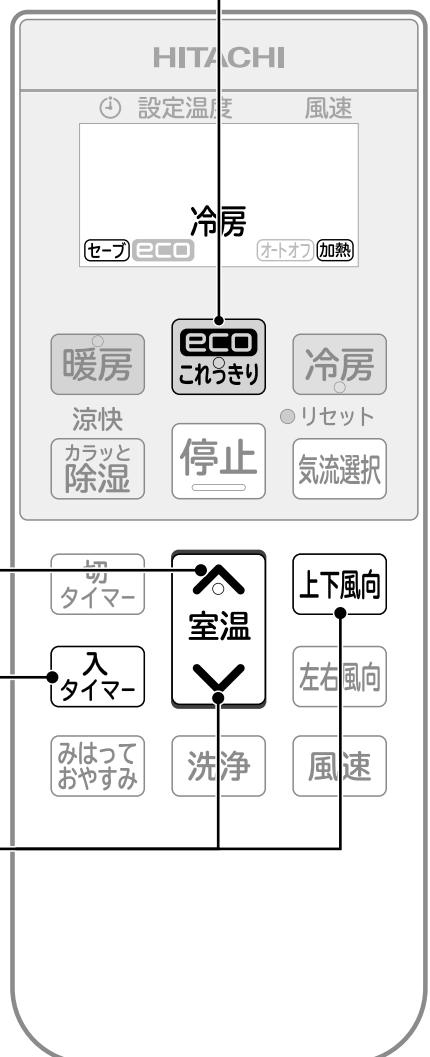 HITACHI
設定温度 風速
冷房
セーブ eco オートオフ 加熱
暖房
eco
これっきり
冷房
涼快
カラッと
除湿
停止
リセット
気流選択
切
タイマー
室温
上下風向
入
タイマー
左右風向
みはって
おやすみ
洗浄
風速